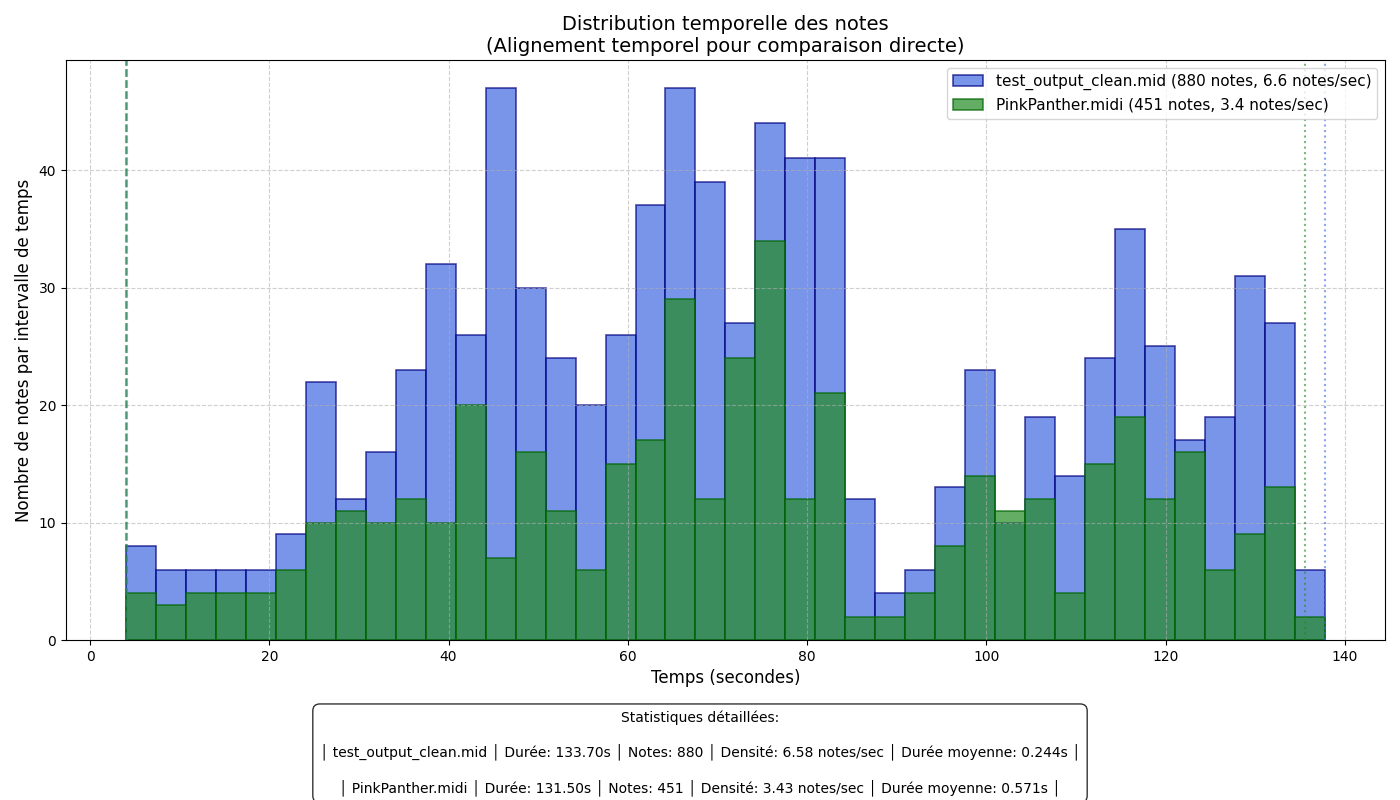 Distribution temporelle des notes
(Alignement temporel pour comparaison directe)
test_output_clean.mid (880 notes, 6.6 notes/sec)
PinkPanther.midi (451 notes, 3.4 notes/sec)
Nombre de notes par intervalle de temps
40
30
20
10
0
0 20 40 60 80 100 120 140
Temps (secondes)
Statistiques détaillées:
│ test_output_clean.mid │ Durée: 133.70s │ Notes: 880 │ Densité: 6.58 notes/sec │ Durée moyenne: 0.244s │
│ PinkPanther.midi │ Durée: 131.50s │ Notes: 451 │ Densité: 3.43 notes/sec │ Durée moyenne: 0.571s │